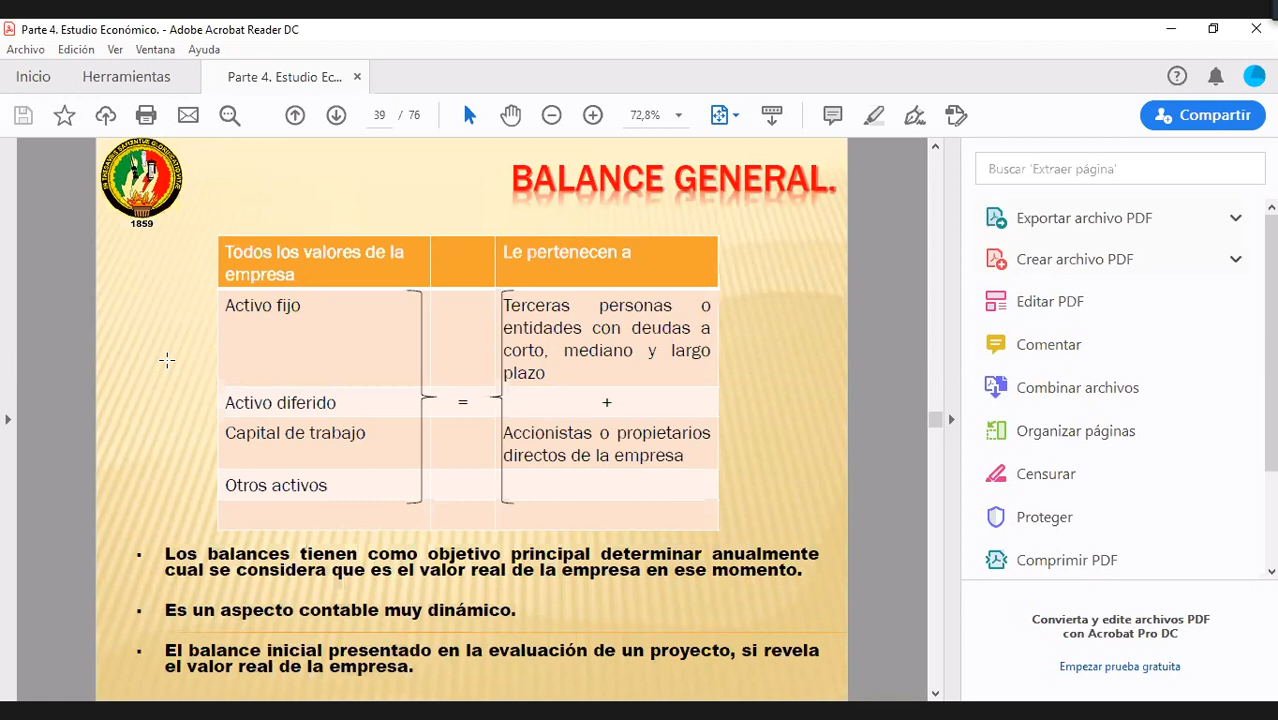 Parte 4. Estudio Económico. - Adobe Acrobat Reader DC
Archivo Edición Ver Ventana Ayuda
Inicio Herramientas Parte 4. Estudio Ec... ×
39 / 76 72,8% Compartir
1859
BALANCE GENERAL.
Todos los valores de la
empresa
Le pertenecen a
Activo fijo
Terceras personas o
entidades con deudas a
corto, mediano y largo
plazo
Activo diferido = +
Capital de trabajo
Accionistas o propietarios
directos de la empresa
Otros activos
▪ Los balances tienen como objetivo principal determinar anualmente
cual se considera que es el valor real de la empresa en ese momento.
▪ Es un aspecto contable muy dinámico.
▪ El balance inicial presentado en la evaluación de un proyecto, si revela
el valor real de la empresa.
Buscar 'Extraer página'
Exportar archivo PDF
Crear archivo PDF
Editar PDF
Comentar
Combinar archivos
Organizar páginas
Censurar
Proteger
Comprimir PDF
Convierta y edite archivos PDF
con Acrobat Pro DC
Empezar prueba gratuita